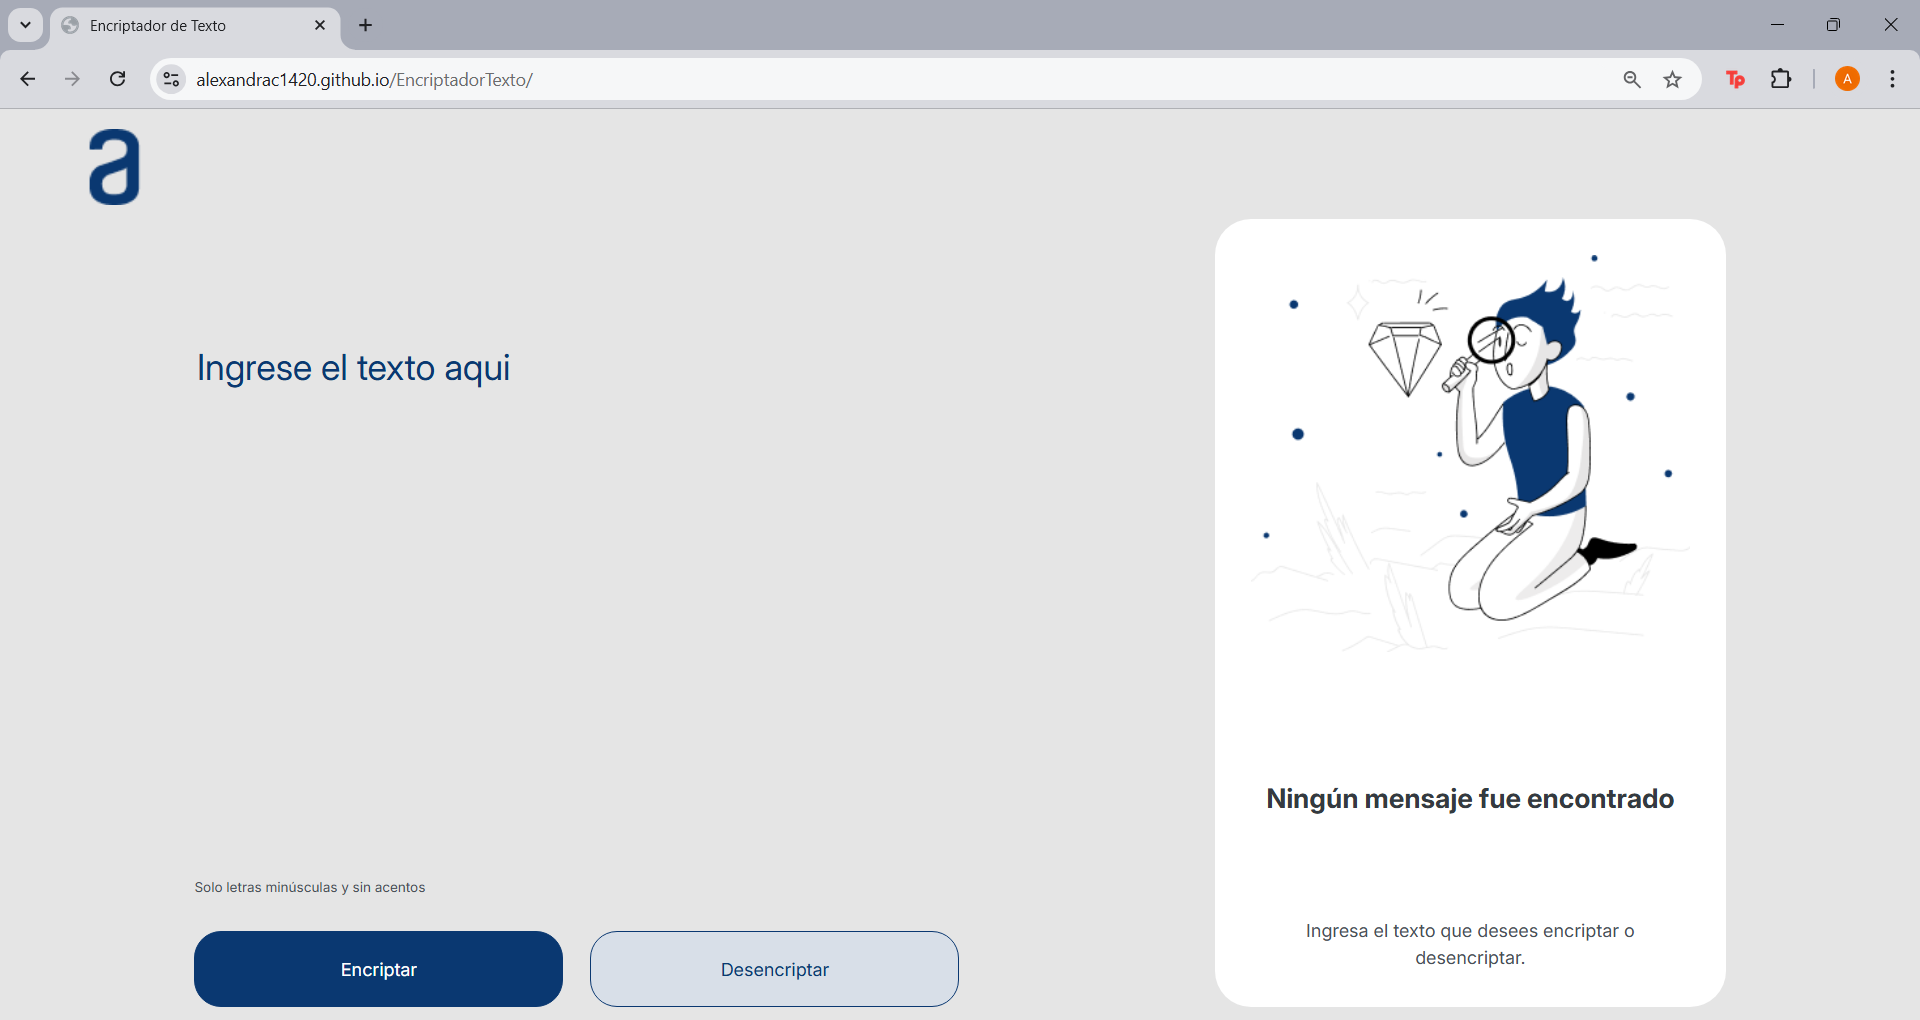 Encriptador de Texto
alexandrac1420.github.io/EncriptadorTexto/
Tp
A
a
Ingrese el texto aqui
Solo letras minúsculas y sin acentos
Encriptar
Desencriptar
Ningún mensaje fue encontrado
Ingresa el texto que desees encriptar o
desencriptar.